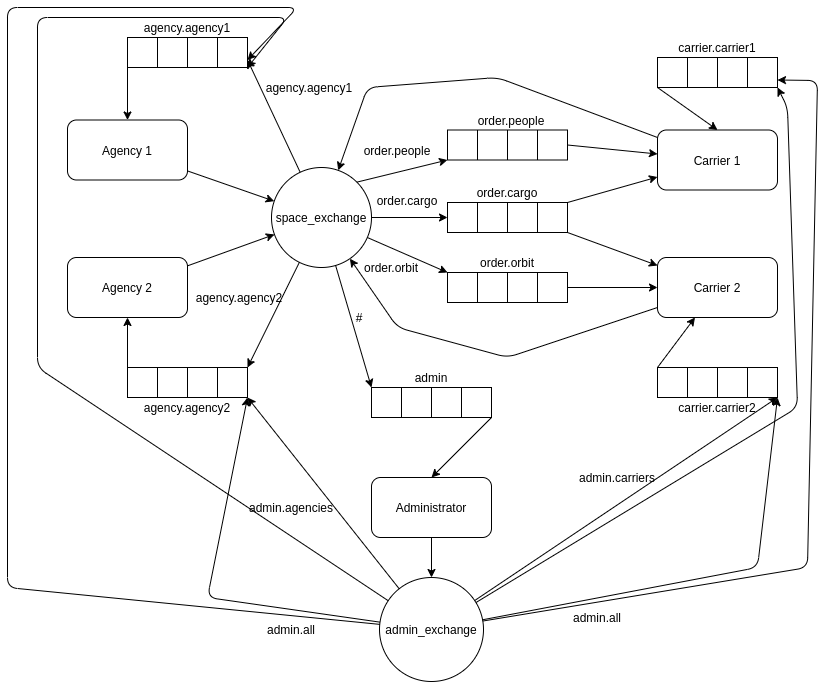 agency.agency1
carrier.carrier1
agency.agency1
order.people
order.people
Agency 1
Carrier 1
order.cargo
order.cargo
space_exchange
order.orbit
order.orbit
Agency 2
Carrier 2
agency.agency2
#
admin
agency.agency2
carrier.carrier2
admin.carriers
admin.agencies
Administrator
admin.all
admin_exchange
admin.all